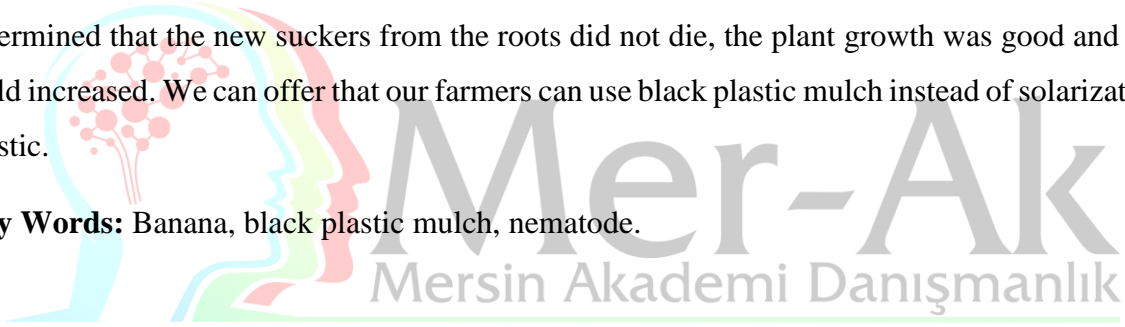 ermined that the new suckers from the roots did not die, the plant growth was good and
ld increased. We can offer that our farmers can use black plastic mulch instead of solarizat
stic.
y Words: Banana, black plastic mulch, nematode.
Mer-Ak
Mersin Akademi Danışmanlık